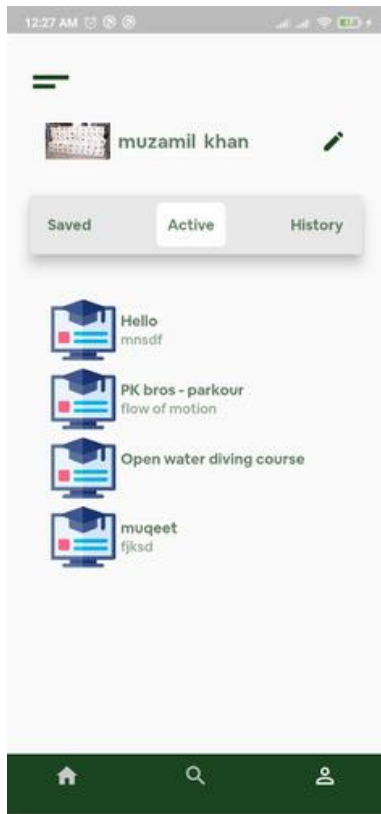 12:27 AM
muzamil khan
Saved Active History
Hello
mnsdf
PK bros - parkour
flow of motion
Open water diving course
muqeet
fjksd